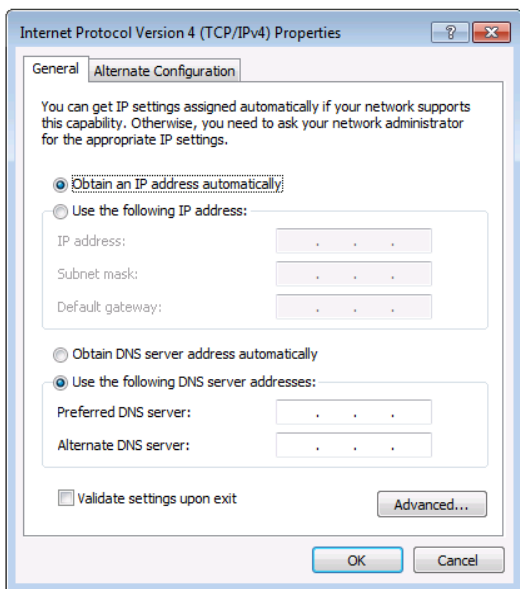 Internet Protocol Version 4 (TCP/IPv4) Properties
General
Alternate Configuration
You can get IP settings assigned automatically if your network supports
this capability. Otherwise, you need to ask your network administrator
for the appropriate IP settings.
Obtain an IP address automatically
Use the following IP address:
IP address:
Subnet mask:
Default gateway:
Obtain DNS server address automatically
Use the following DNS server addresses:
Preferred DNS server:
Alternate DNS server:
Validate settings upon exit
Advanced...
OK
Cancel